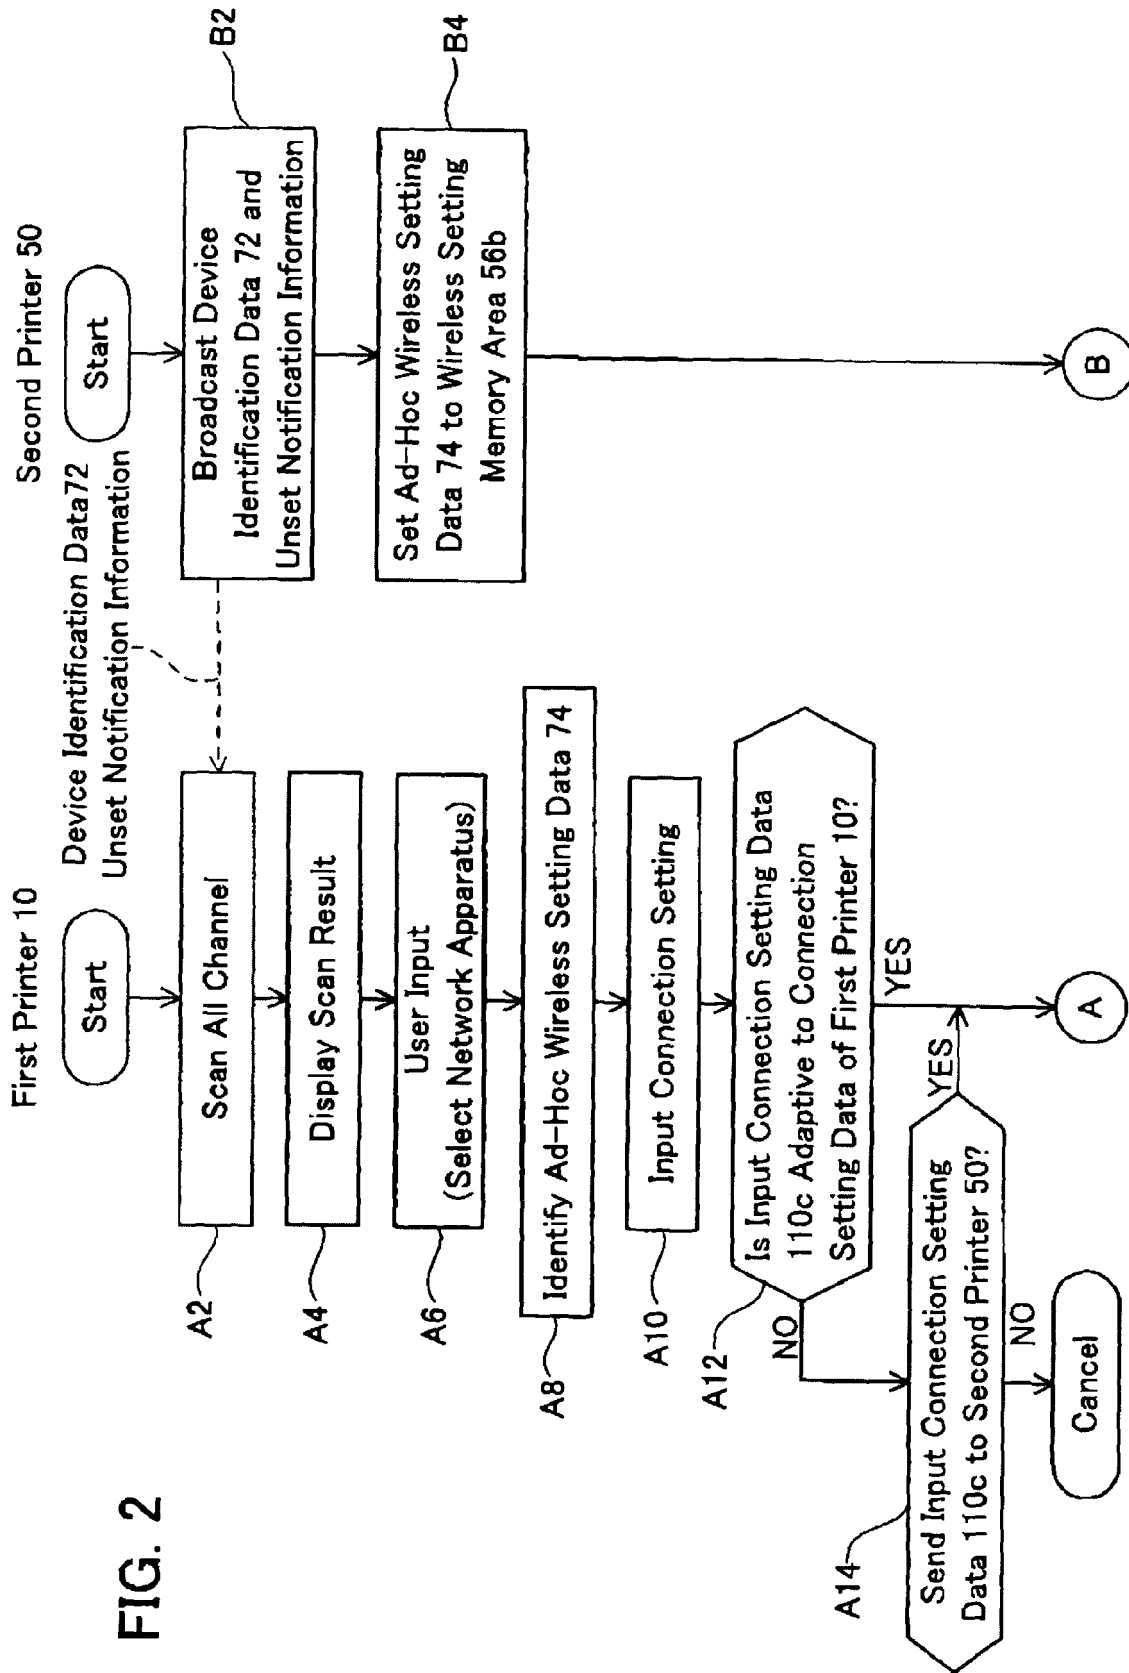 FIG. 2
First Printer 10
Start
Device Identification Data72
Unset Notification Information
Second Printer 50
Start
Scan All Channel
A2
Display Scan Result
A4
User Input
(Select Network Apparatus)
A6
Identify Ad-Hoc Wireless Setting Data 74
A8
Input Connection Setting
A10
Is Input Connection Setting Data
110c Adaptive to Connection
Setting Data of First Printer 10?
A12
NO
YES
Send Input Connection Setting
Data 110c to Second Printer 50?
A14
YES
NO
Cancel
A
Broadcast Device
Identification Data 72 and
Unset Notification Information
B2
Set Ad-Hoc Wireless Setting
Data 74 to Wireless Setting
Memory Area 56b
B4
B